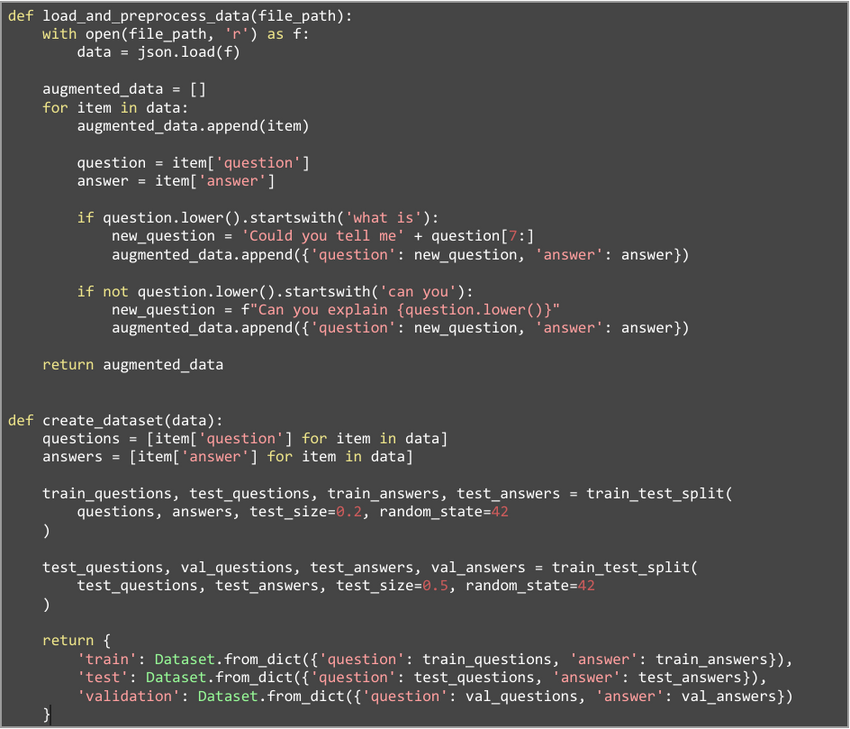 def load_and_preprocess_data(file_path):
    with open(file_path, 'r') as f:
        data = json.load(f)

    augmented_data = []
    for item in data:
        augmented_data.append(item)

        question = item['question']
        answer = item['answer']

        if question.lower().startswith('what is'):
            new_question = 'Could you tell me' + question[7:]
            augmented_data.append({'question': new_question, 'answer': answer})

        if not question.lower().startswith('can you'):
            new_question = f"Can you explain {question.lower()}"
            augmented_data.append({'question': new_question, 'answer': answer})

    return augmented_data


def create_dataset(data):
    questions = [item['question'] for item in data]
    answers = [item['answer'] for item in data]

    train_questions, test_questions, train_answers, test_answers = train_test_split(
        questions, answers, test_size=0.2, random_state=42
    )

    test_questions, val_questions, test_answers, val_answers = train_test_split(
        test_questions, test_answers, test_size=0.5, random_state=42
    )

    return {
        'train': Dataset.from_dict({'question': train_questions, 'answer': train_answers}),
        'test': Dataset.from_dict({'question': test_questions, 'answer': test_answers}),
        'validation': Dataset.from_dict({'question': val_questions, 'answer': val_answers})
    }